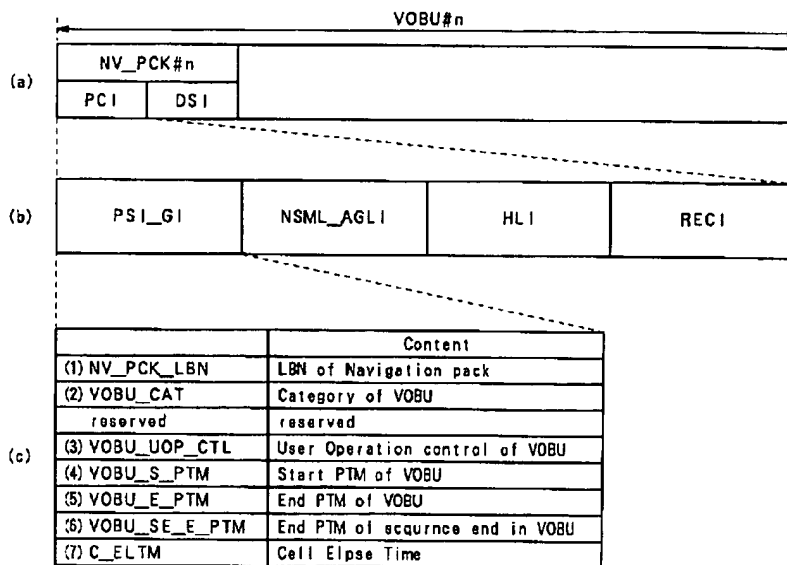 VOBU#n
(a)
NV_PCK#n
PCI DSI
(b)
PSI_GI NSML_AGLI HLI RECI
(c)
Content
(1) NV_PCK_LBN LBN of Navigation pack
(2) VOBU_CAT Category of VOBU
reserved reserved
(3) VOBU_UOP_CTL User Operation control of VOBU
(4) VOBU_S_PTM Start PTM of VOBU
(5) VOBU_E_PTM End PTM of VOBU
(6) VOBU_SE_E_PTM End PTM of scqurnce end in VOBU
(7) C_ELTM Cell Elpse Time